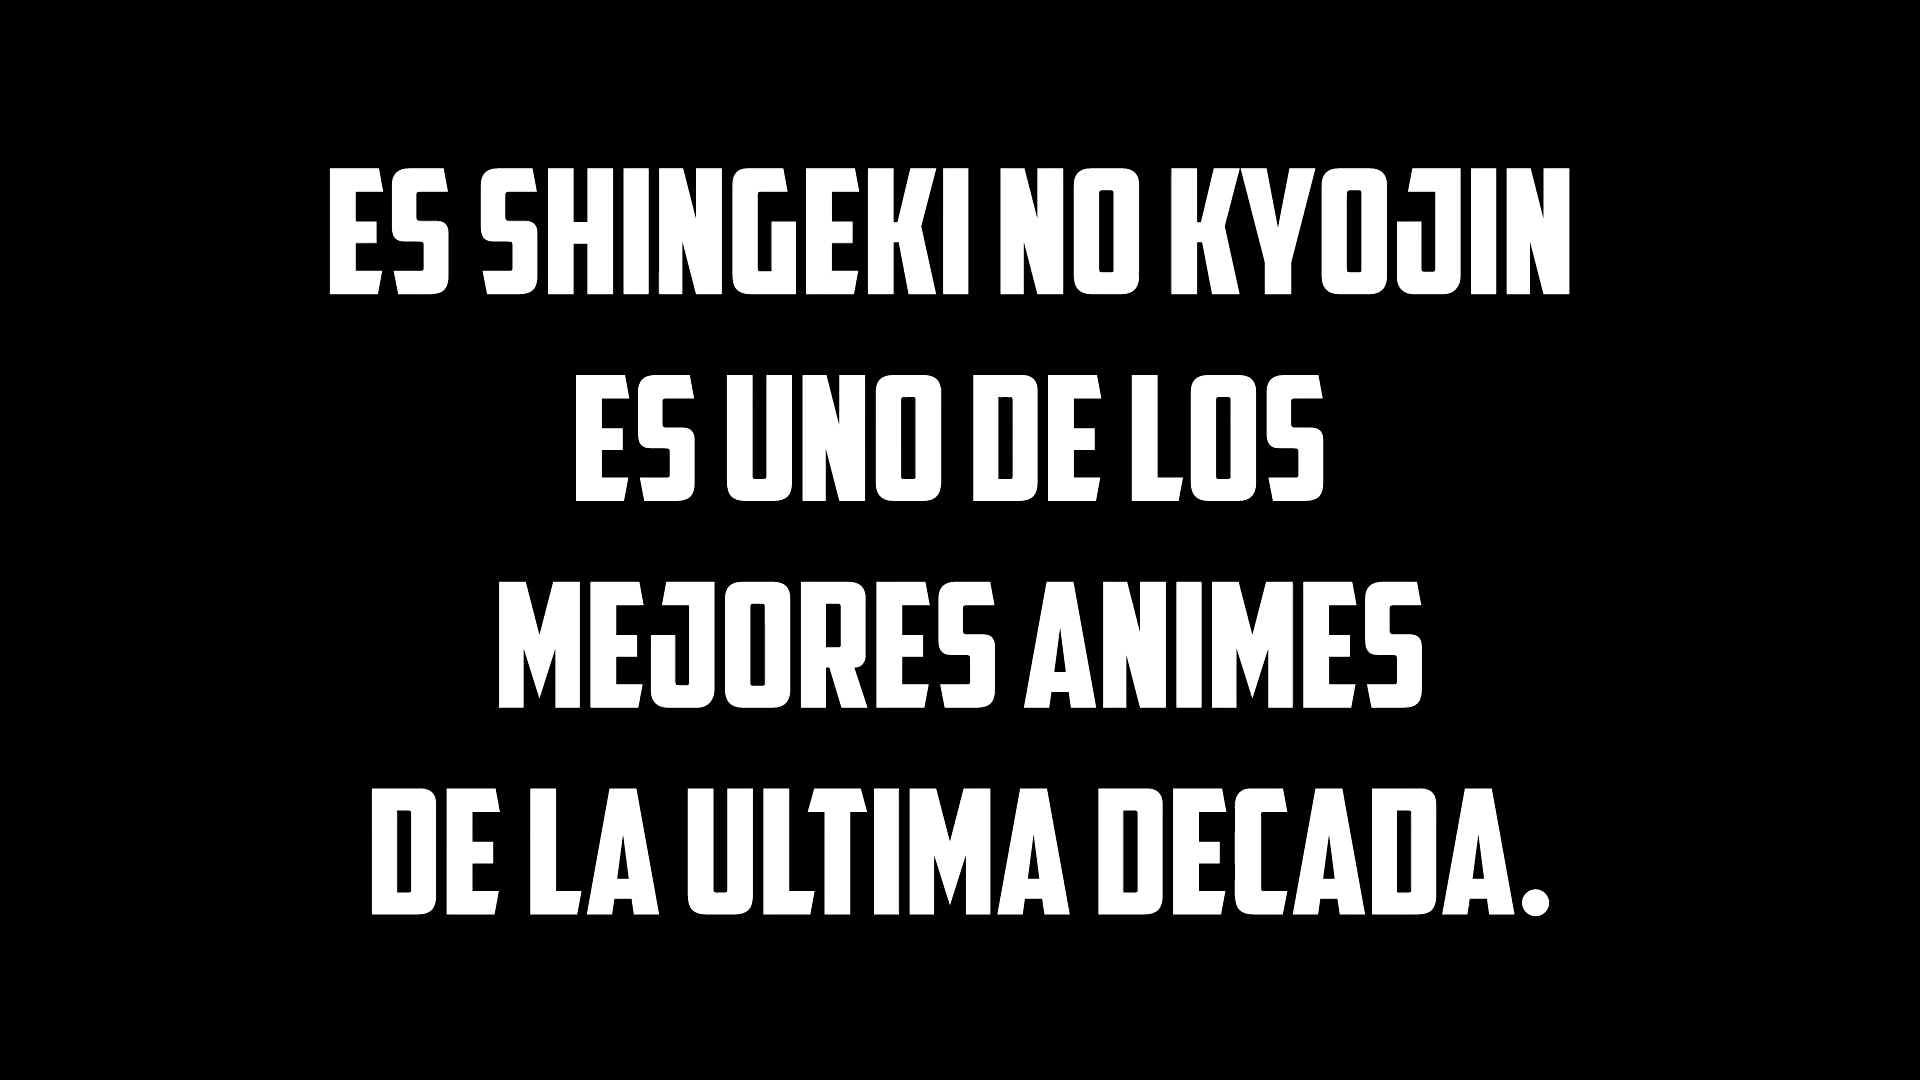 ES SHINGEKI NO KYOJIN
ES UNO DE LOS
MEJORES ANIMES
DE LA ULTIMA DECADA.